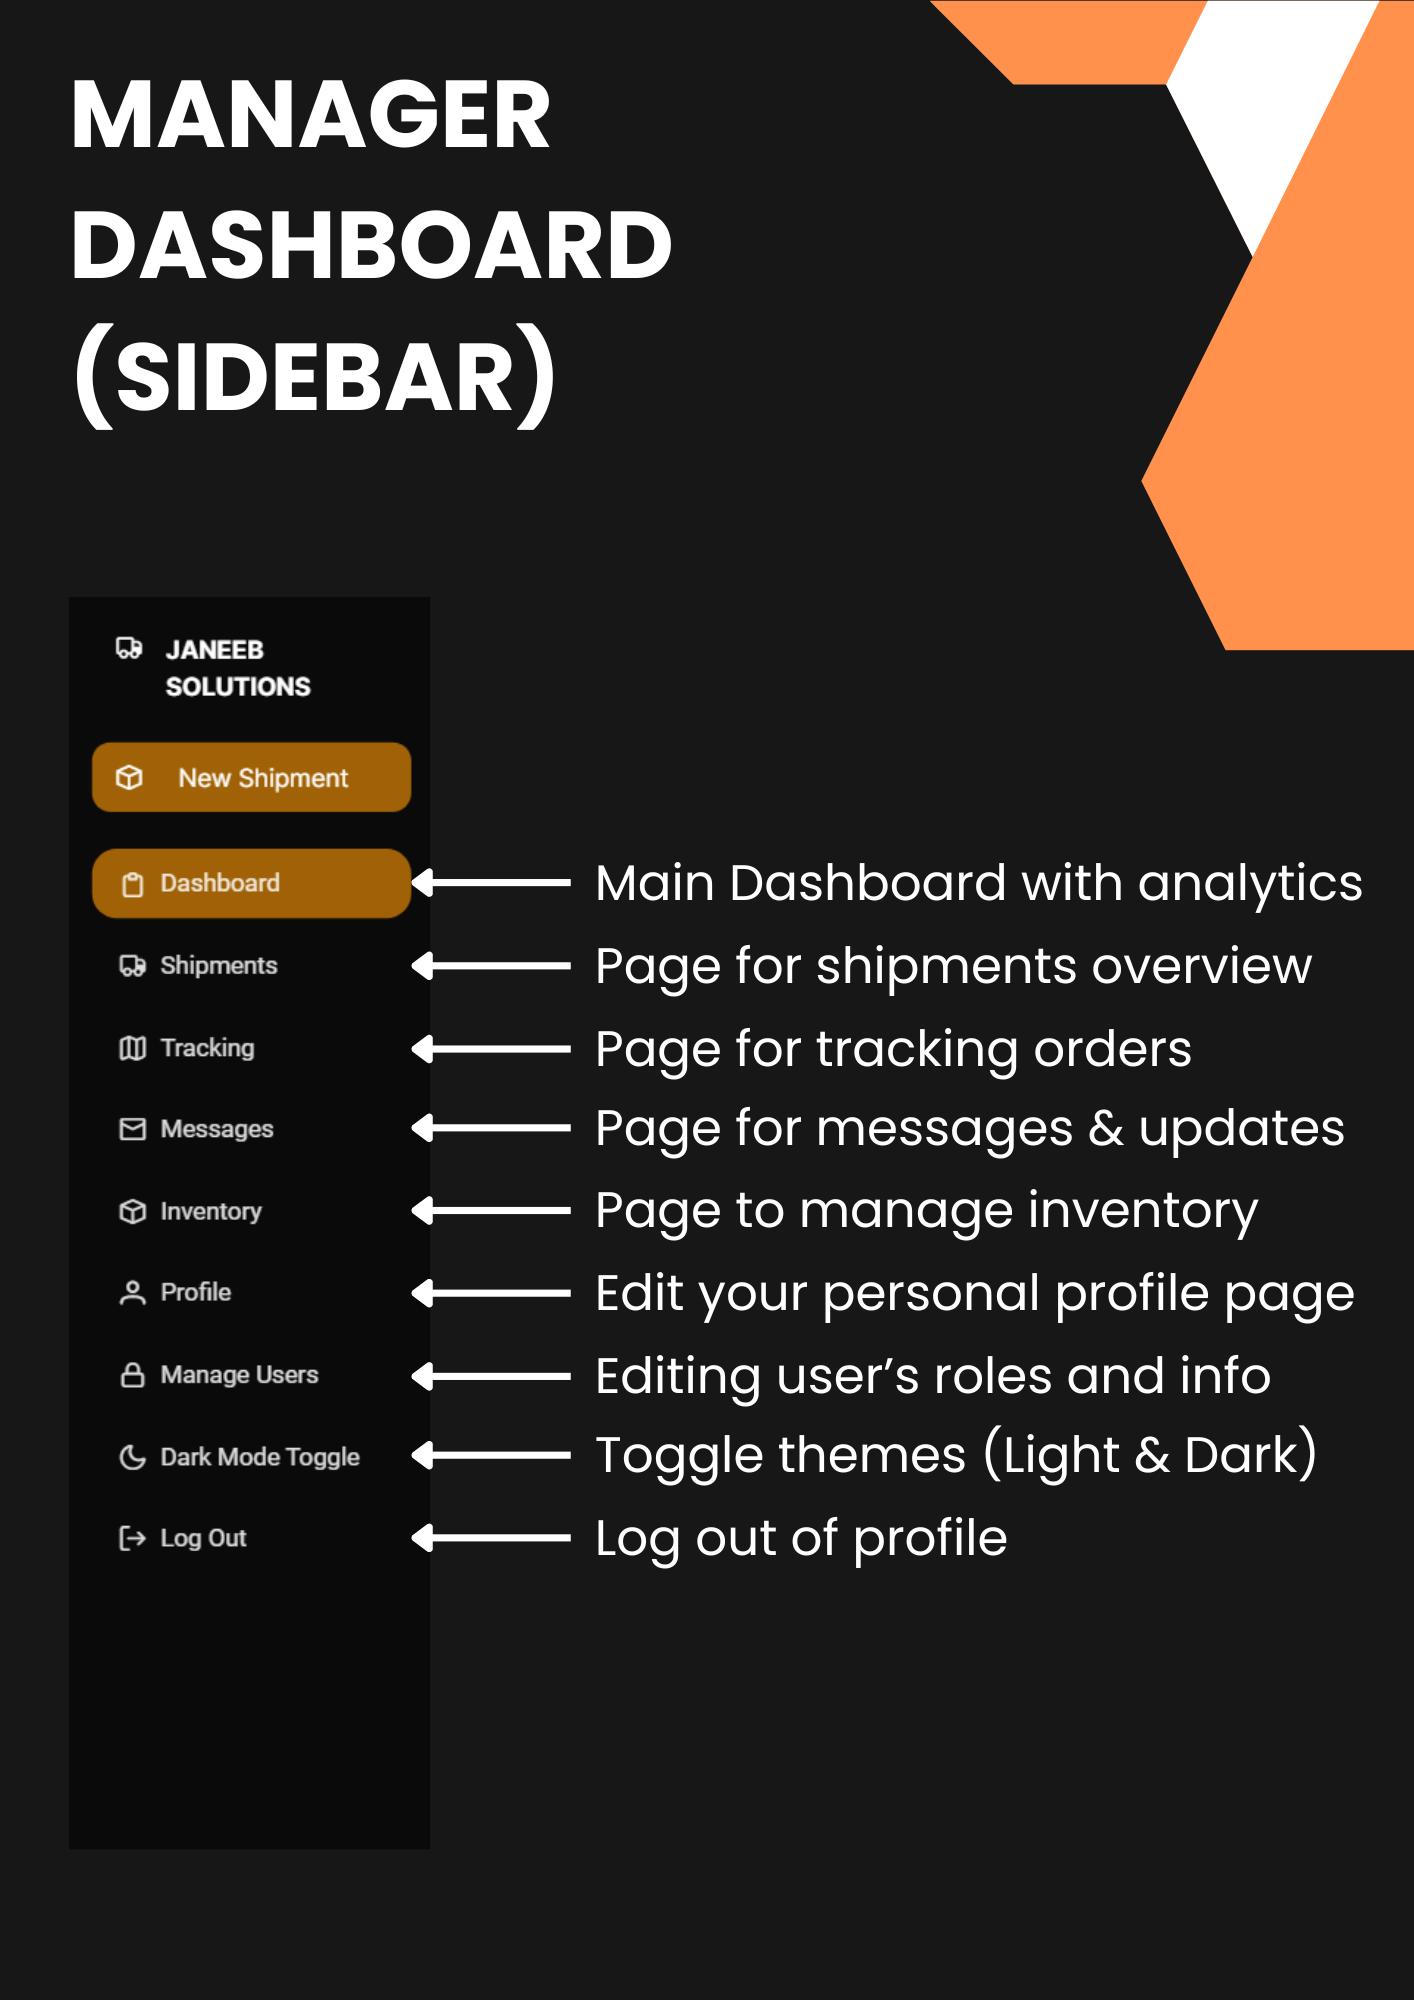 MANAGER
DASHBOARD
(SIDEBAR)
JANEEB
SOLUTIONS
New Shipment
Dashboard
Main Dashboard with analytics
Shipments
Page for shipments overview
Tracking
Page for tracking orders
Messages
Page for messages & updates
Inventory
Page to manage inventory
Profile
Edit your personal profile page
Manage Users
Editing user’s roles and info
Dark Mode Toggle
Toggle themes (Light & Dark)
Log Out
Log out of profile